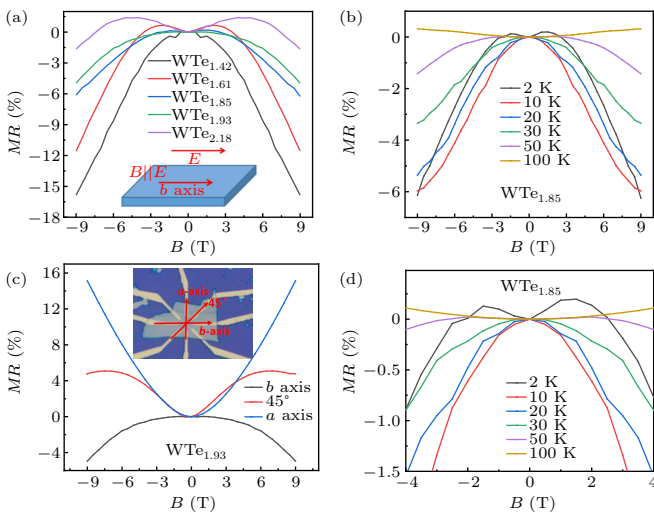 (a)
MR (%)
0
−3
−6
−9
−12
−15
−18
WTe1.42
WTe1.61
WTe1.85
WTe1.93
WTe2.18
E
B||E
b axis
−9 −6 −3 0 3 6 9
B (T)
(b)
MR (%)
0
−2
−4
−6
2 K
10 K
20 K
30 K
50 K
100 K
WTe1.85
−9 −6 −3 0 3 6 9
B (T)
(c)
MR (%)
16
12
8
4
0
−4
a-axis
45°
b-axis
b axis
45°
a axis
WTe1.93
−9 −6 −3 0 3 6 9
B (T)
(d)
WTe1.85
MR (%)
0
−0.5
−1.0
−1.5
2 K
10 K
20 K
30 K
50 K
100 K
−4 −2 0 2 4
B (T)